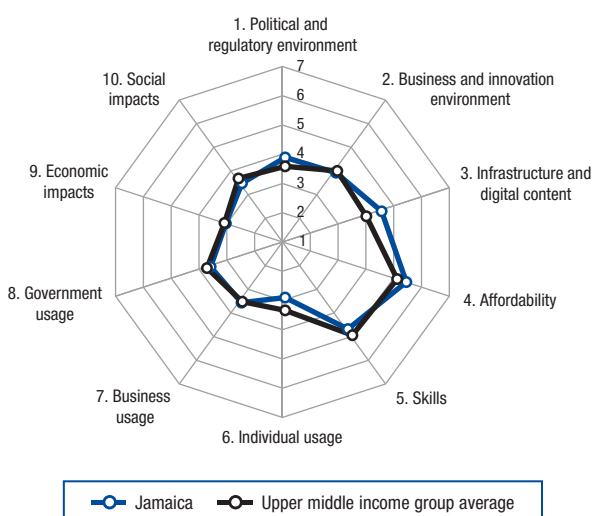 1. Political and
regulatory environment
7
10. Social
impacts
6
2. Business and innovation
environment
5
4
9. Economic
impacts
3
3. Infrastructure and
digital content
2
1
8. Government
usage
4. Affordability
7. Business
usage
5. Skills
6. Individual usage
Jamaica
Upper middle income group average